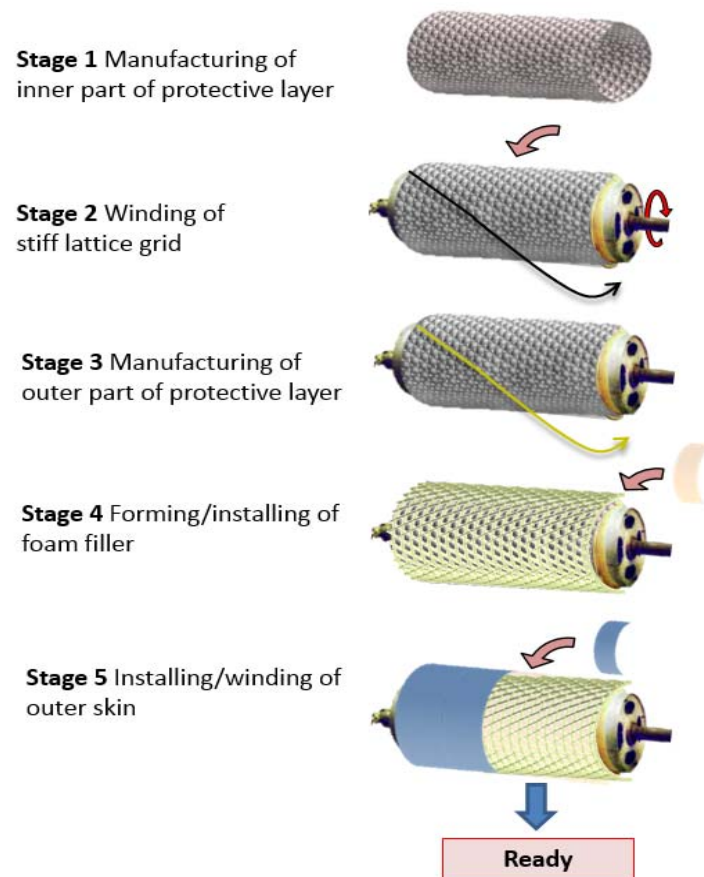 Stage 1 Manufacturing of
inner part of protective layer
Stage 2 Winding of
stiff lattice grid
Stage 3 Manufacturing of
outer part of protective layer
Stage 4 Forming/installing of
foam filler
Stage 5 Installing/winding of
outer skin
Ready